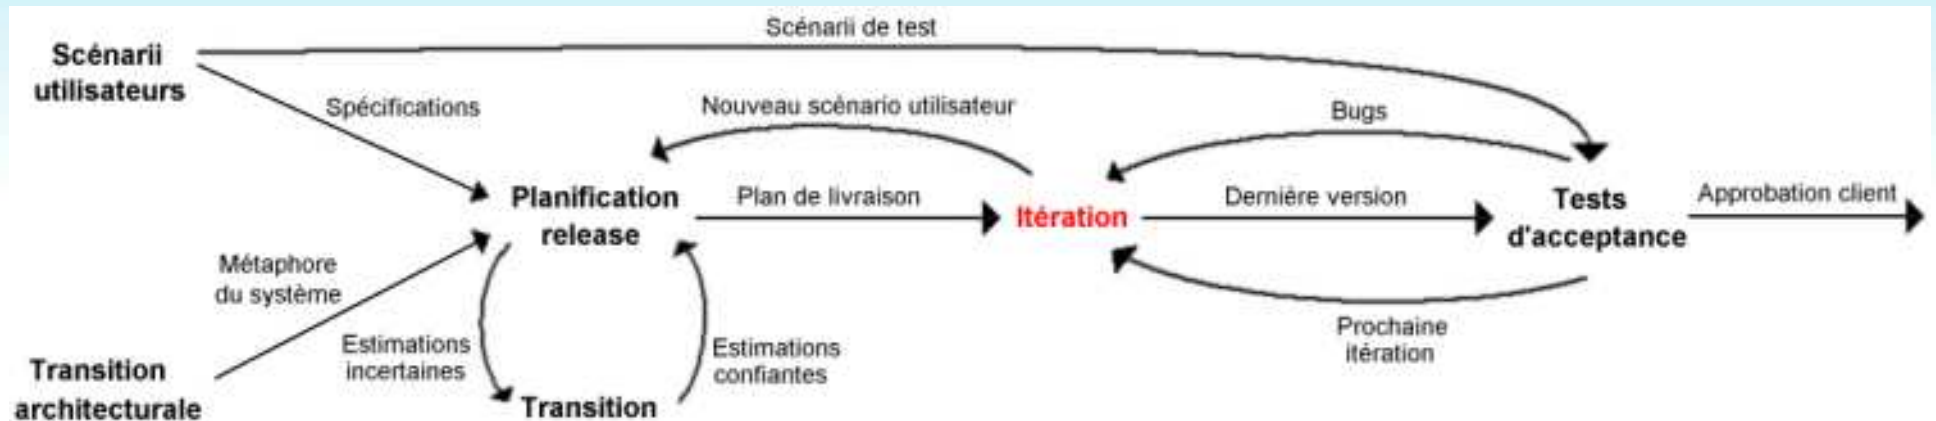 Scénarii de test
Scénarii
utilisateurs
Spécifications
Nouveau scénario utilisateur
Bugs
Planification
release
Plan de livraison
Itération
Dernière version
Tests
d'acceptance
Approbation client
Métaphore
du système
Estimations
incertaines
Estimations
confiantes
Prochaine
itération
Transition
architecturale
Transition